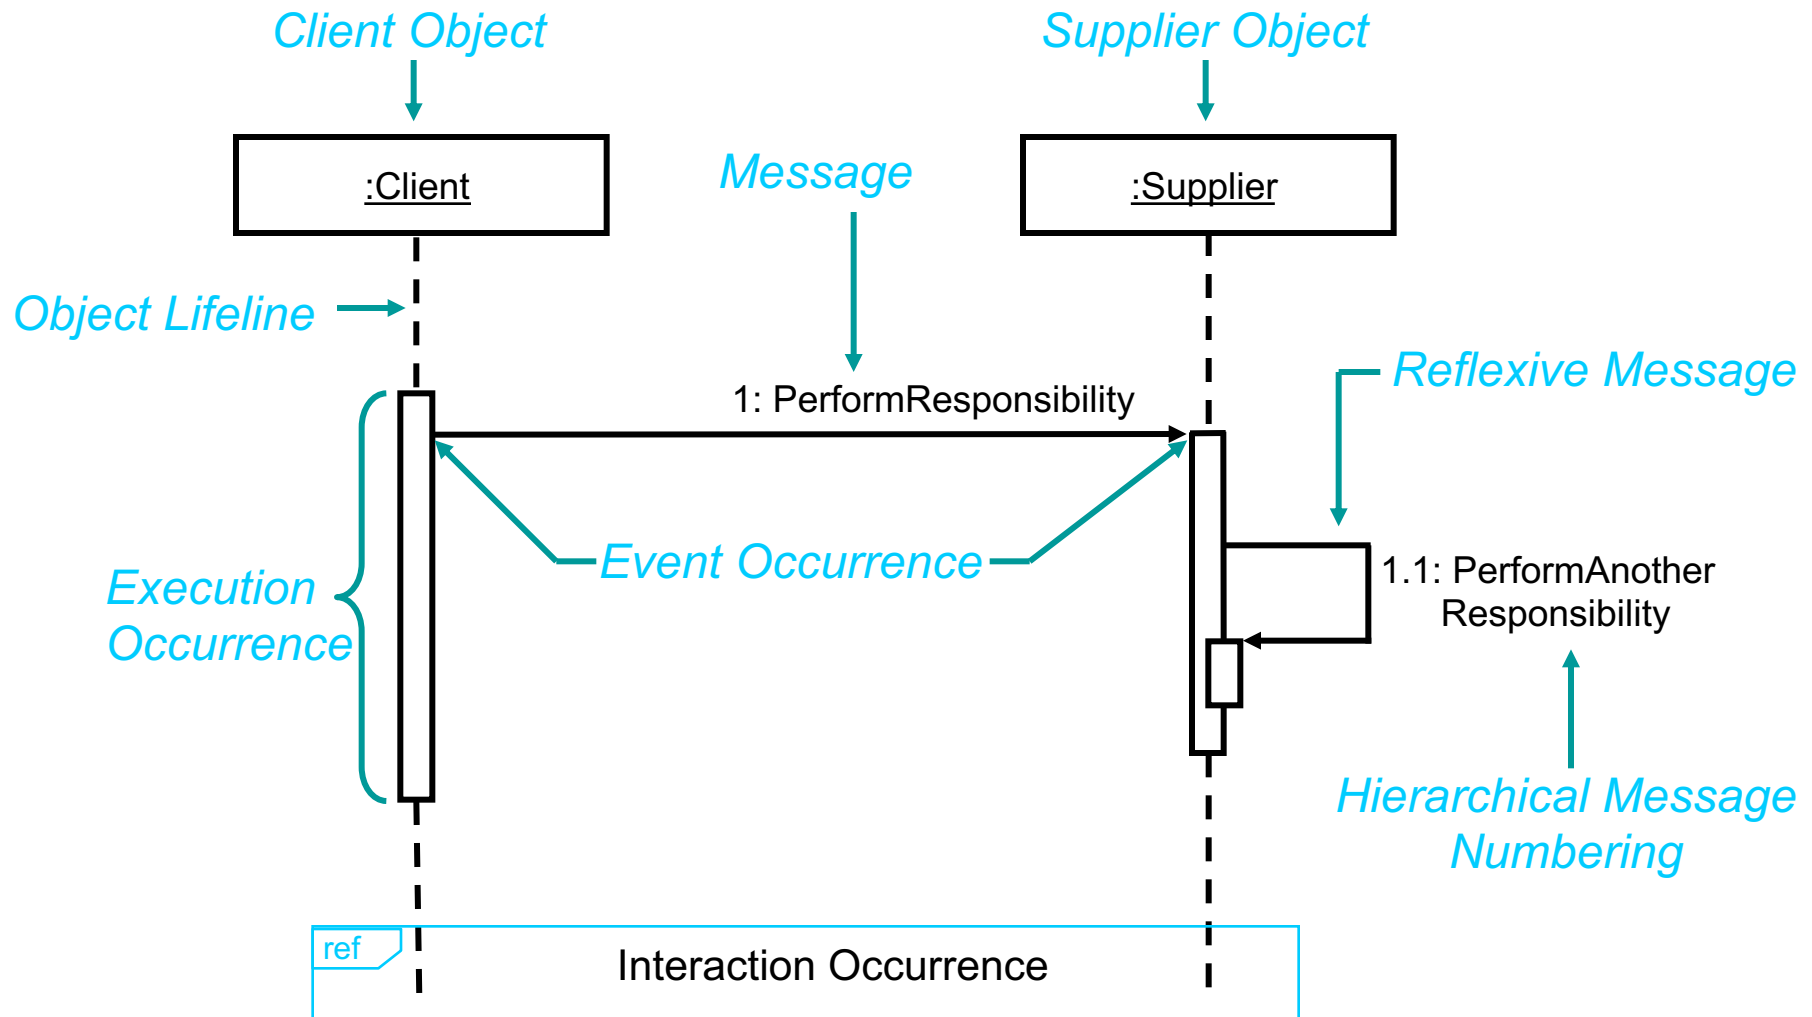 Client Object
Supplier Object
:Client
Message
:Supplier
Object Lifeline
Reflexive Message
1: PerformResponsibility
Event Occurrence
1.1: PerformAnother
Responsibility
Execution
Occurrence
Hierarchical Message
Numbering
ref
Interaction Occurrence